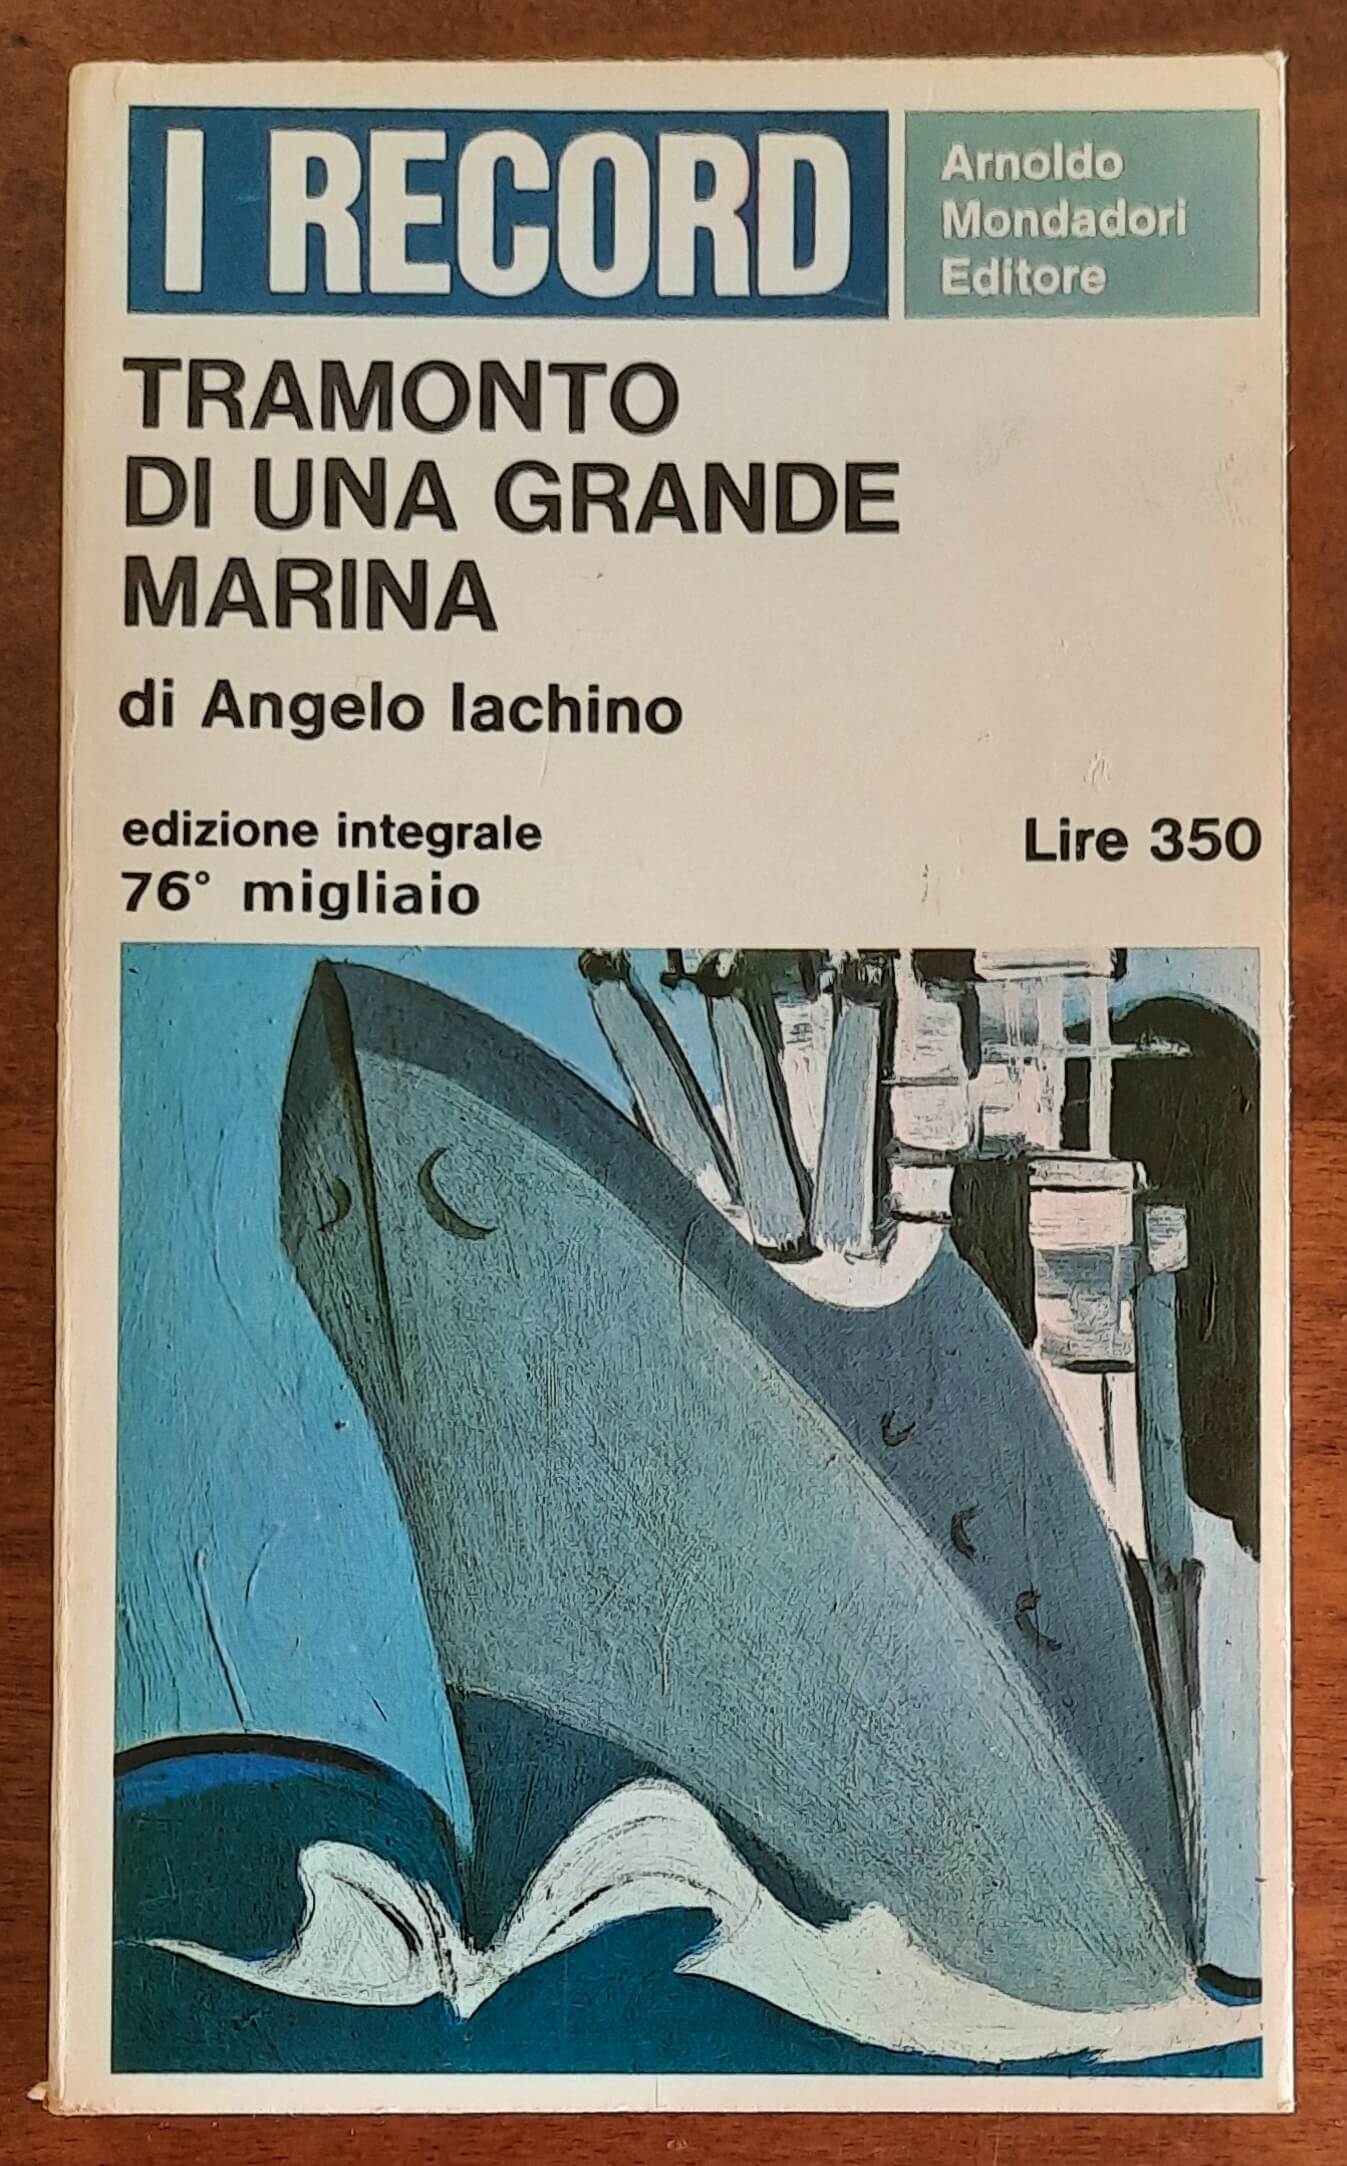 I RECORD
Arnoldo
Mondadori
Editore
TRAMONTO
DI UNA GRANDE
MARINA
di Angelo Iachino
edizione integrale
76° migliaio
Lire 350